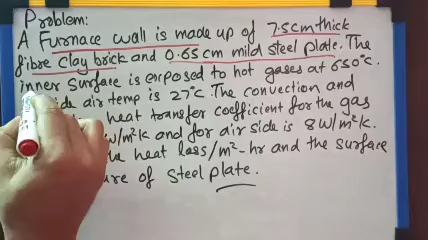 Problem:
A Furnace wall is made up of 7.5cm thick
fibre clay brick and 0.65 cm mild steel plate. The
inner surface is exposed to hot gases at 650°C.
air temp is 27°C. The convection and
heat transfer coefficient for the gas
W/m²K and for air side is 8W/m²K.
heat loss/m²-hr and the surface
of steel plate.